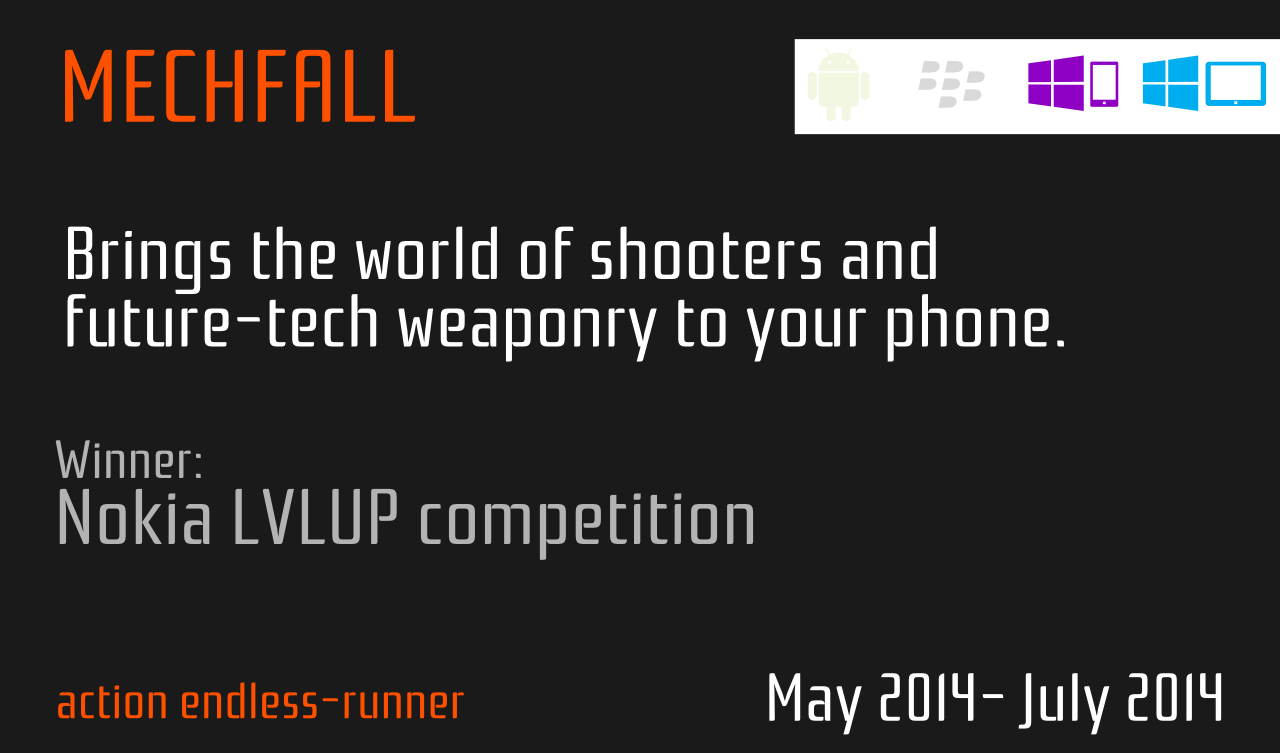 MECHFALL
Brings the world of shooters and
future-tech weaponry to your phone.
Winner:
Nokia LVLUP competition
action endless-runner
May 2014- July 2014